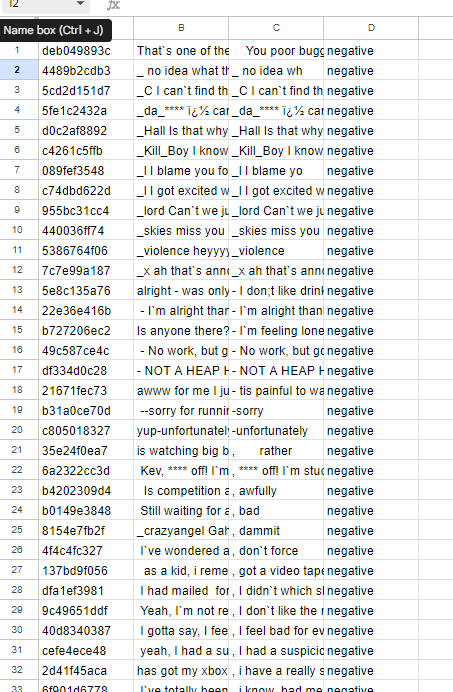 I2 fx
Name box (Ctrl + J)
B C D
1 deb049893c That`s one of the You poor bugg negative
2 4489b2cdb3 _ no idea what th _ no idea wh negative
3 5cd2d151d7 _C I can`t find th _C I can`t find th negative
4 5fe1c2432a _da_**** ï¿½ car _da_**** ï¿½ car negative
5 d0c2af8892 _Hall Is that why _Hall Is that why negative
6 c4261c5ffb _Kill_Boy I know _Kill_Boy I know negative
7 089fef3548 _I I blame you fo _I I blame yo negative
8 c74dbd622d _I I got excited w _I I got excited w negative
9 955bc31cc4 _lord Can`t we ju _lord Can`t we ju negative
10 440036ff74 _skies miss you _skies miss you negative
11 5386764f06 _violence heyyyy _violence negative
12 7c7e99a187 _x ah that`s anno _x ah that`s anno negative
13 5e8c135a76 alright - was only - I don;t like drink negative
14 22e36e416b - I`m alright than - I`m alright than negative
15 b727206ec2 Is anyone there? - I`m feeling lone negative
16 49c587ce4c - No work, but g - No work, but go negative
17 df334d0c28 - NOT A HEAP H - NOT A HEAP H negative
18 21671fec73 awww for me I ju - tis painful to wa negative
19 b31a0ce70d --sorry for runnir -sorry negative
20 c805018327 yup-unfortunately -unfortunately negative
21 35e24f0ea7 is watching big b , rather negative
22 6a2322cc3d Kev, **** off! I`m , **** off! I`m stuc negative
23 b4202309d4 Is competition a , awfully negative
24 b0149e3848 Still waiting for a , bad negative
25 8154e7fb2f _crazyangel Gah , dammit negative
26 4f4c4fc327 I`ve wondered a , don`t force negative
27 137bd9f056 as a kid, i reme , got a video tape negative
28 dfa1ef3981 I had mailed for , I didn`t which sl negative
29 9c49651ddf Yeah, I`m not re , I don`t like the r negative
30 40d8340387 I gotta say, I fee , I feel bad for ev negative
31 cefe4ece48 yeah, I had a su , I had a suspicio negative
32 2d41f45aca has got my xbox , i have a really s negative
33 6f901d6778 I`ve totally been , i know, bad me negative